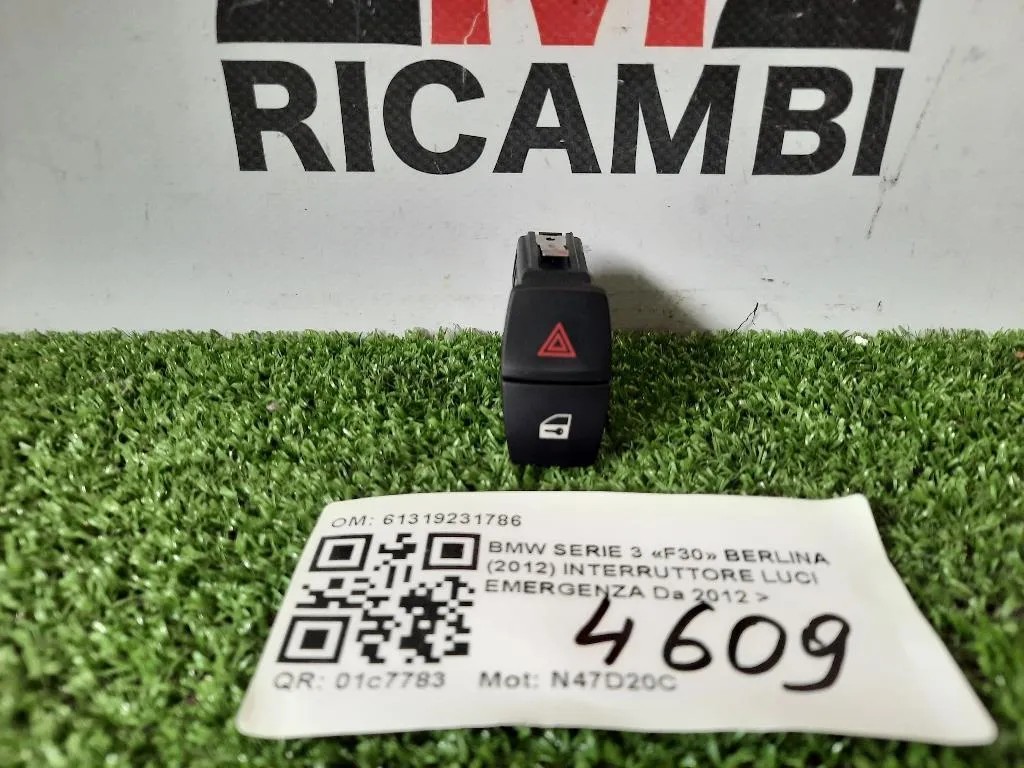 RICAMBI
OM: 61319231786
BMW SERIE 3 «F30» BERLINA
(2012) INTERRUTTORE LUCI
EMERGENZA Da 2012 >
4609
QR: 01c7783 Mot: N47D20C